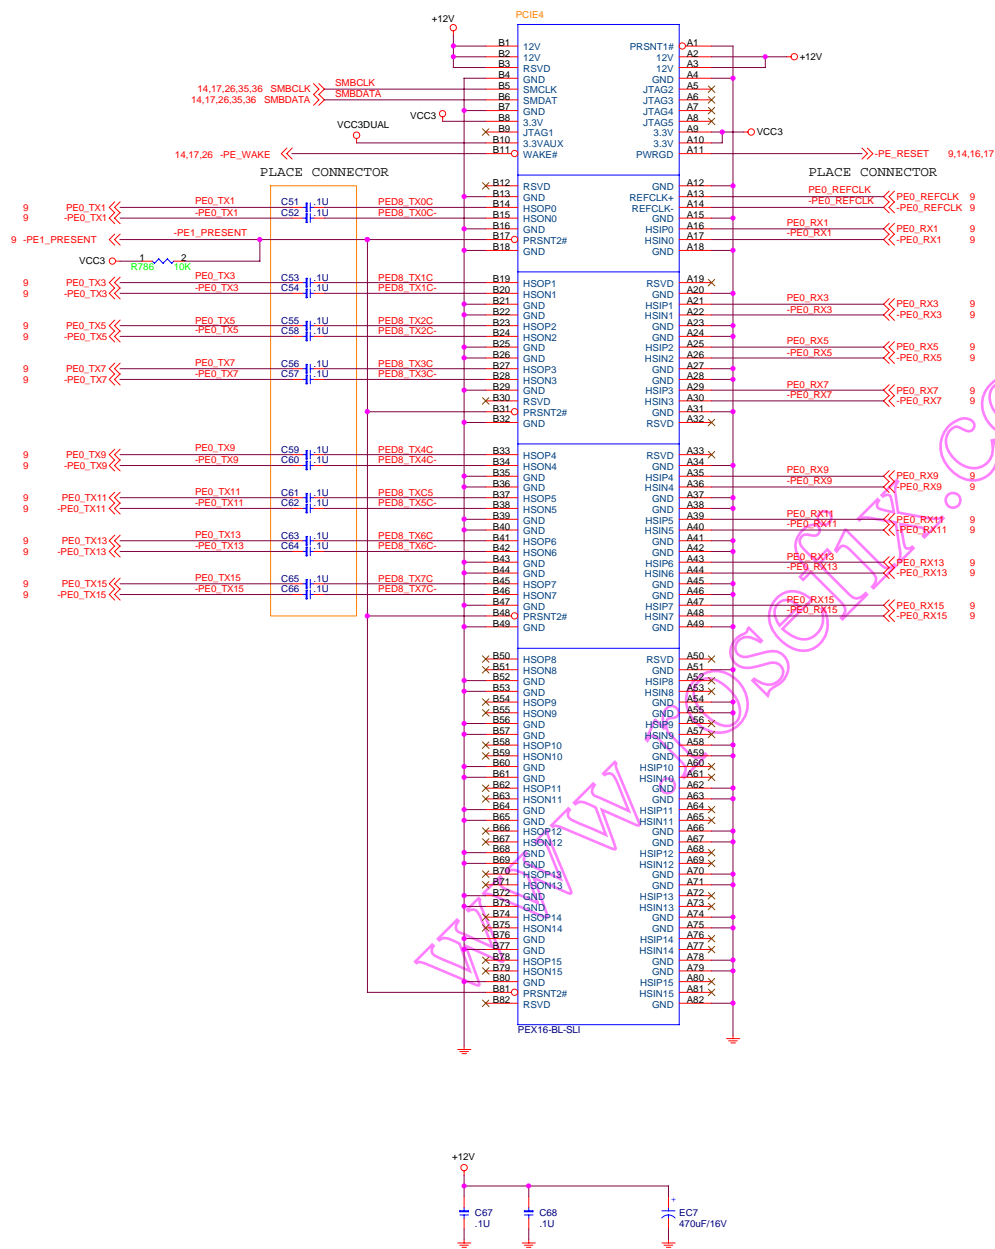 PCIE4
+12V
B1 12V PRSNT1# A1
B2 12V 12V A2 +12V
B3 RSVD 12V A3
B4 GND GND A4
14,17,26,35,36 SMBCLK SMBCLK B5 SMCLK JTAG2 A5
14,17,26,35,36 SMBDATA SMBDATA B6 SMDAT JTAG3 A6
B7 GND JTAG4 A7
VCC3 B8 3.3V JTAG5 A8
B9 JTAG1 3.3V A9 VCC3
VCC3DUAL B10 3.3VAUX 3.3V A10
14,17,26 -PE_WAKE B11 WAKE# PWRGD A11 -PE_RESET 9,14,16,17
PLACE CONNECTOR PLACE CONNECTOR
B12 RSVD GND A12
B13 GND REFCLK+ A13 PE0_REFCLK PE0_REFCLK 9
9 PE0_TX1 PE0_TX1 C51 .1U PED8_TX0C B14 HSOP0 REFCLK- A14 -PE0_REFCLK -PE0_REFCLK 9
9 -PE0_TX1 -PE0_TX1 C52 .1U PED8_TX0C- B15 HSON0 GND A15
B16 GND HSIP0 A16 PE0_RX1 PE0_RX1 9
9 -PE1_PRESENT -PE1_PRESENT B17 PRSNT2# HSIN0 A17 -PE0_RX1 -PE0_RX1 9
B18 GND GND A18
VCC3 1 2
R786 10K
9 PE0_TX3 PE0_TX3 C53 .1U PED8_TX1C B19 HSOP1 RSVD A19
9 -PE0_TX3 -PE0_TX3 C54 .1U PED8_TX1C- B20 HSON1 GND A20
B21 GND HSIP1 A21 PE0_RX3 PE0_RX3 9
B22 GND HSIN1 A22 -PE0_RX3 -PE0_RX3 9
9 PE0_TX5 PE0_TX5 C55 .1U PED8_TX2C B23 HSOP2 GND A23
9 -PE0_TX5 -PE0_TX5 C58 .1U PED8_TX2C- B24 HSON2 GND A24
B25 GND HSIP2 A25 PE0_RX5 PE0_RX5 9
B26 GND HSIN2 A26 -PE0_RX5 -PE0_RX5 9
9 PE0_TX7 PE0_TX7 C56 .1U PED8_TX3C B27 HSOP3 GND A27
9 -PE0_TX7 -PE0_TX7 C57 .1U PED8_TX3C- B28 HSON3 GND A28
B29 GND HSIP3 A29 PE0_RX7 PE0_RX7 9
B30 RSVD HSIN3 A30 -PE0_RX7 -PE0_RX7 9
B31 PRSNT2# GND A31
B32 GND RSVD A32
9 PE0_TX9 PE0_TX9 C59 .1U PED8_TX4C B33 HSOP4 RSVD A33
9 -PE0_TX9 -PE0_TX9 C60 .1U PED8_TX4C- B34 HSON4 GND A34
B35 GND HSIP4 A35 PE0_RX9 PE0_RX9 9
B36 GND HSIN4 A36 -PE0_RX9 -PE0_RX9 9
9 PE0_TX11 PE0_TX11 C61 .1U PED8_TXC5 B37 HSOP5 GND A37
9 -PE0_TX11 -PE0_TX11 C62 .1U PED8_TX5C- B38 HSON5 GND A38
B39 GND HSIP5 A39 PE0_RX11 PE0_RX11 9
B40 GND HSIN5 A40 -PE0_RX11 -PE0_RX11 9
9 PE0_TX13 PE0_TX13 C63 .1U PED8_TX6C B41 HSOP6 GND A41
9 -PE0_TX13 -PE0_TX13 C64 .1U PED8_TX6C- B42 HSON6 GND A42
B43 GND HSIP6 A43 PE0_RX13 PE0_RX13 9
B44 GND HSIN6 A44 -PE0_RX13 -PE0_RX13 9
9 PE0_TX15 PE0_TX15 C65 .1U PED8_TX7C B45 HSOP7 GND A45
9 -PE0_TX15 -PE0_TX15 C66 .1U PED8_TX7C- B46 HSON7 GND A46
B47 GND HSIP7 A47 PE0_RX15 PE0_RX15 9
B48 PRSNT2# HSIN7 A48 -PE0_RX15 -PE0_RX15 9
B49 GND GND A49
B50 HSOP8 RSVD A50
B51 HSON8 GND A51
B52 GND HSIP8 A52
B53 GND HSIN8 A53
B54 HSOP9 GND A54
B55 HSON9 GND A55
B56 GND HSIP9 A56
B57 GND HSIN9 A57
B58 HSOP10 GND A58
B59 HSON10 GND A59
B60 GND HSIP10 A60
B61 GND HSIN10 A61
B62 HSOP11 GND A62
B63 HSON11 GND A63
B64 GND HSIP11 A64
B65 GND HSIN11 A65
B66 HSOP12 GND A66
B67 HSON12 GND A67
B68 GND HSIP12 A68
B69 GND HSIN12 A69
B70 HSOP13 GND A70
B71 HSON13 GND A71
B72 GND HSIP13 A72
B73 GND HSIN13 A73
B74 HSOP14 GND A74
B75 HSON14 GND A75
B76 GND HSIP14 A76
B77 GND HSIN14 A77
B78 HSOP15 GND A78
B79 HSON15 GND A79
B80 GND HSIP15 A80
B81 PRSNT2# HSIN15 A81
B82 RSVD GND A82
PEX16-BL-SLI
www.rosefix.c
+12V
C67 C68 + EC7
.1U .1U 470uF/16V